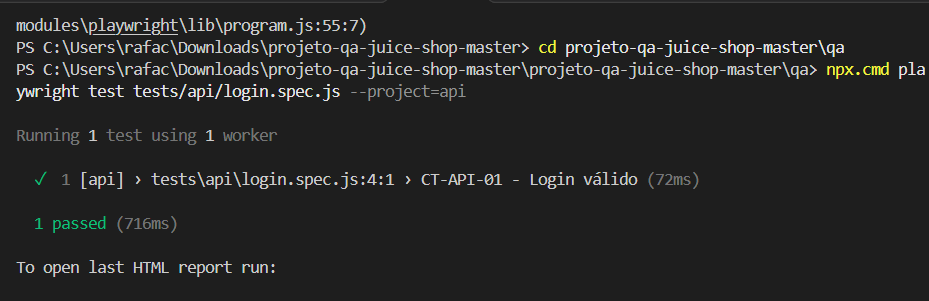 modules\playwright\lib\program.js:55:7)
PS C:\Users\rafac\Downloads\projeto-qa-juice-shop-master> cd projeto-qa-juice-shop-master\qa
PS C:\Users\rafac\Downloads\projeto-qa-juice-shop-master\projeto-qa-juice-shop-master\qa> npx.cmd pla
ywright test tests/api/login.spec.js --project=api
Running 1 test using 1 worker
✓ 1 [api] › tests\api\login.spec.js:4:1 › CT-API-01 - Login válido (72ms)
1 passed (716ms)
To open last HTML report run: